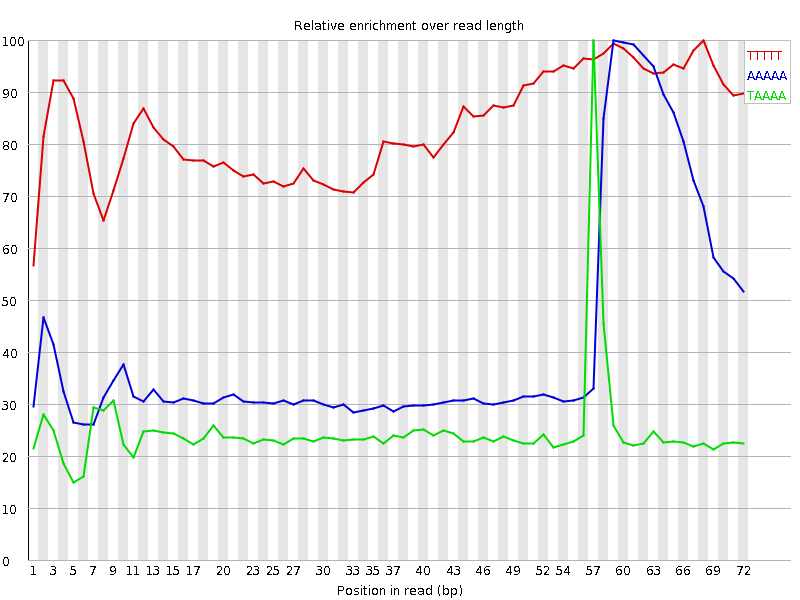 Relative enrichment over read length
100
90
80
70
60
50
40
30
20
10
0
TTTTT
AAAAA
TAAAA
1 3 5 7 9 11 13 15 17 20 23 25 27 30 33 35 37 40 43 46 49 52 54 57 60 63 66 69 72
Position in read (bp)